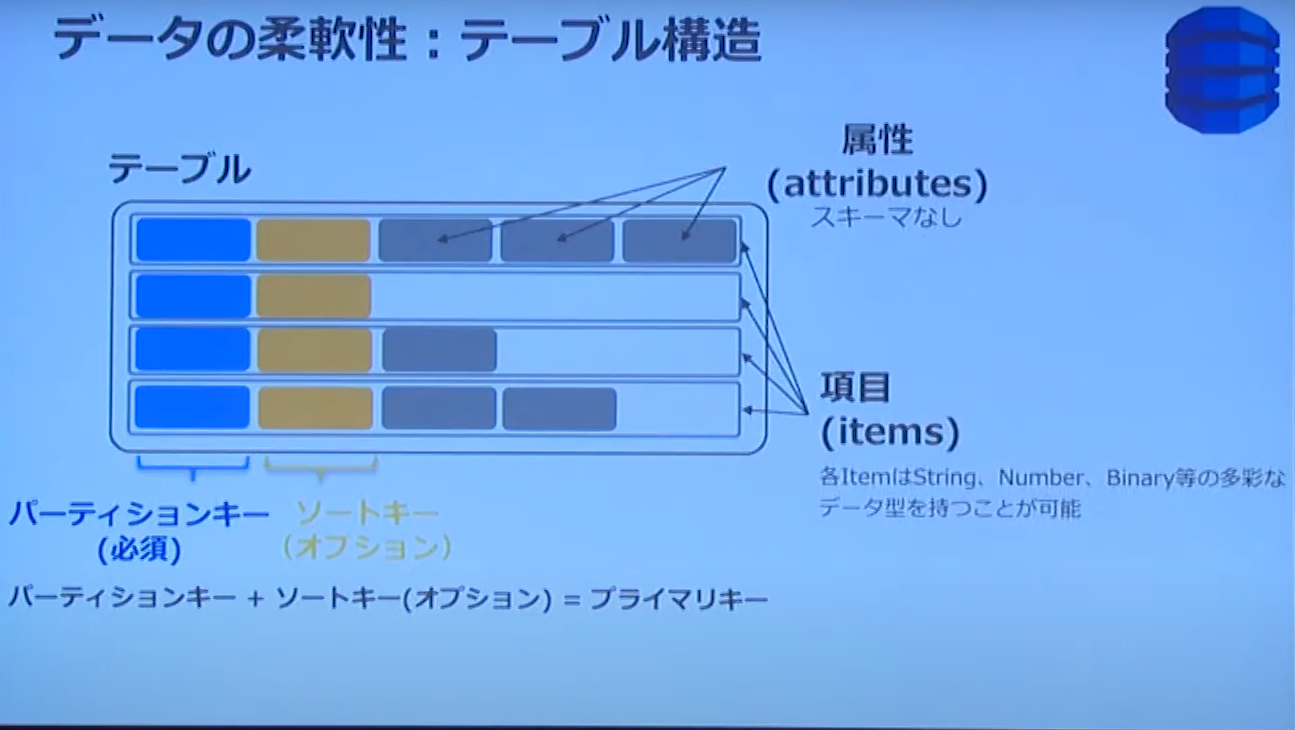 データの柔軟性：テーブル構造
テーブル
属性
(attributes)
スキーマなし
項目
(items)
各ItemはString、Number、Binary等の多彩な
データ型を持つことが可能
パーティションキー
(必須)
ソートキー
（オプション）
パーティションキー + ソートキー(オプション) = プライマリキー